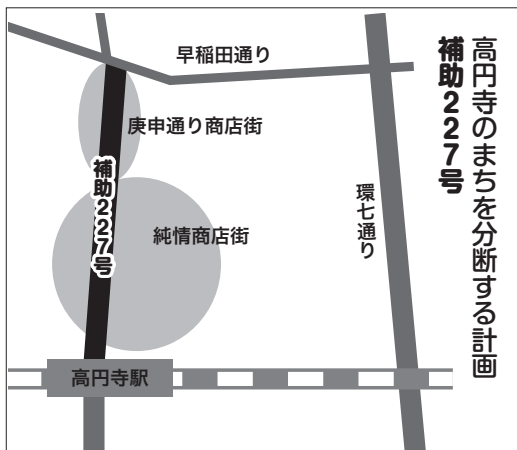 高円寺のまちを分断する計画
補助227号
早稲田通り
庚申通り商店街
補助227号
純情商店街
環七通り
高円寺駅